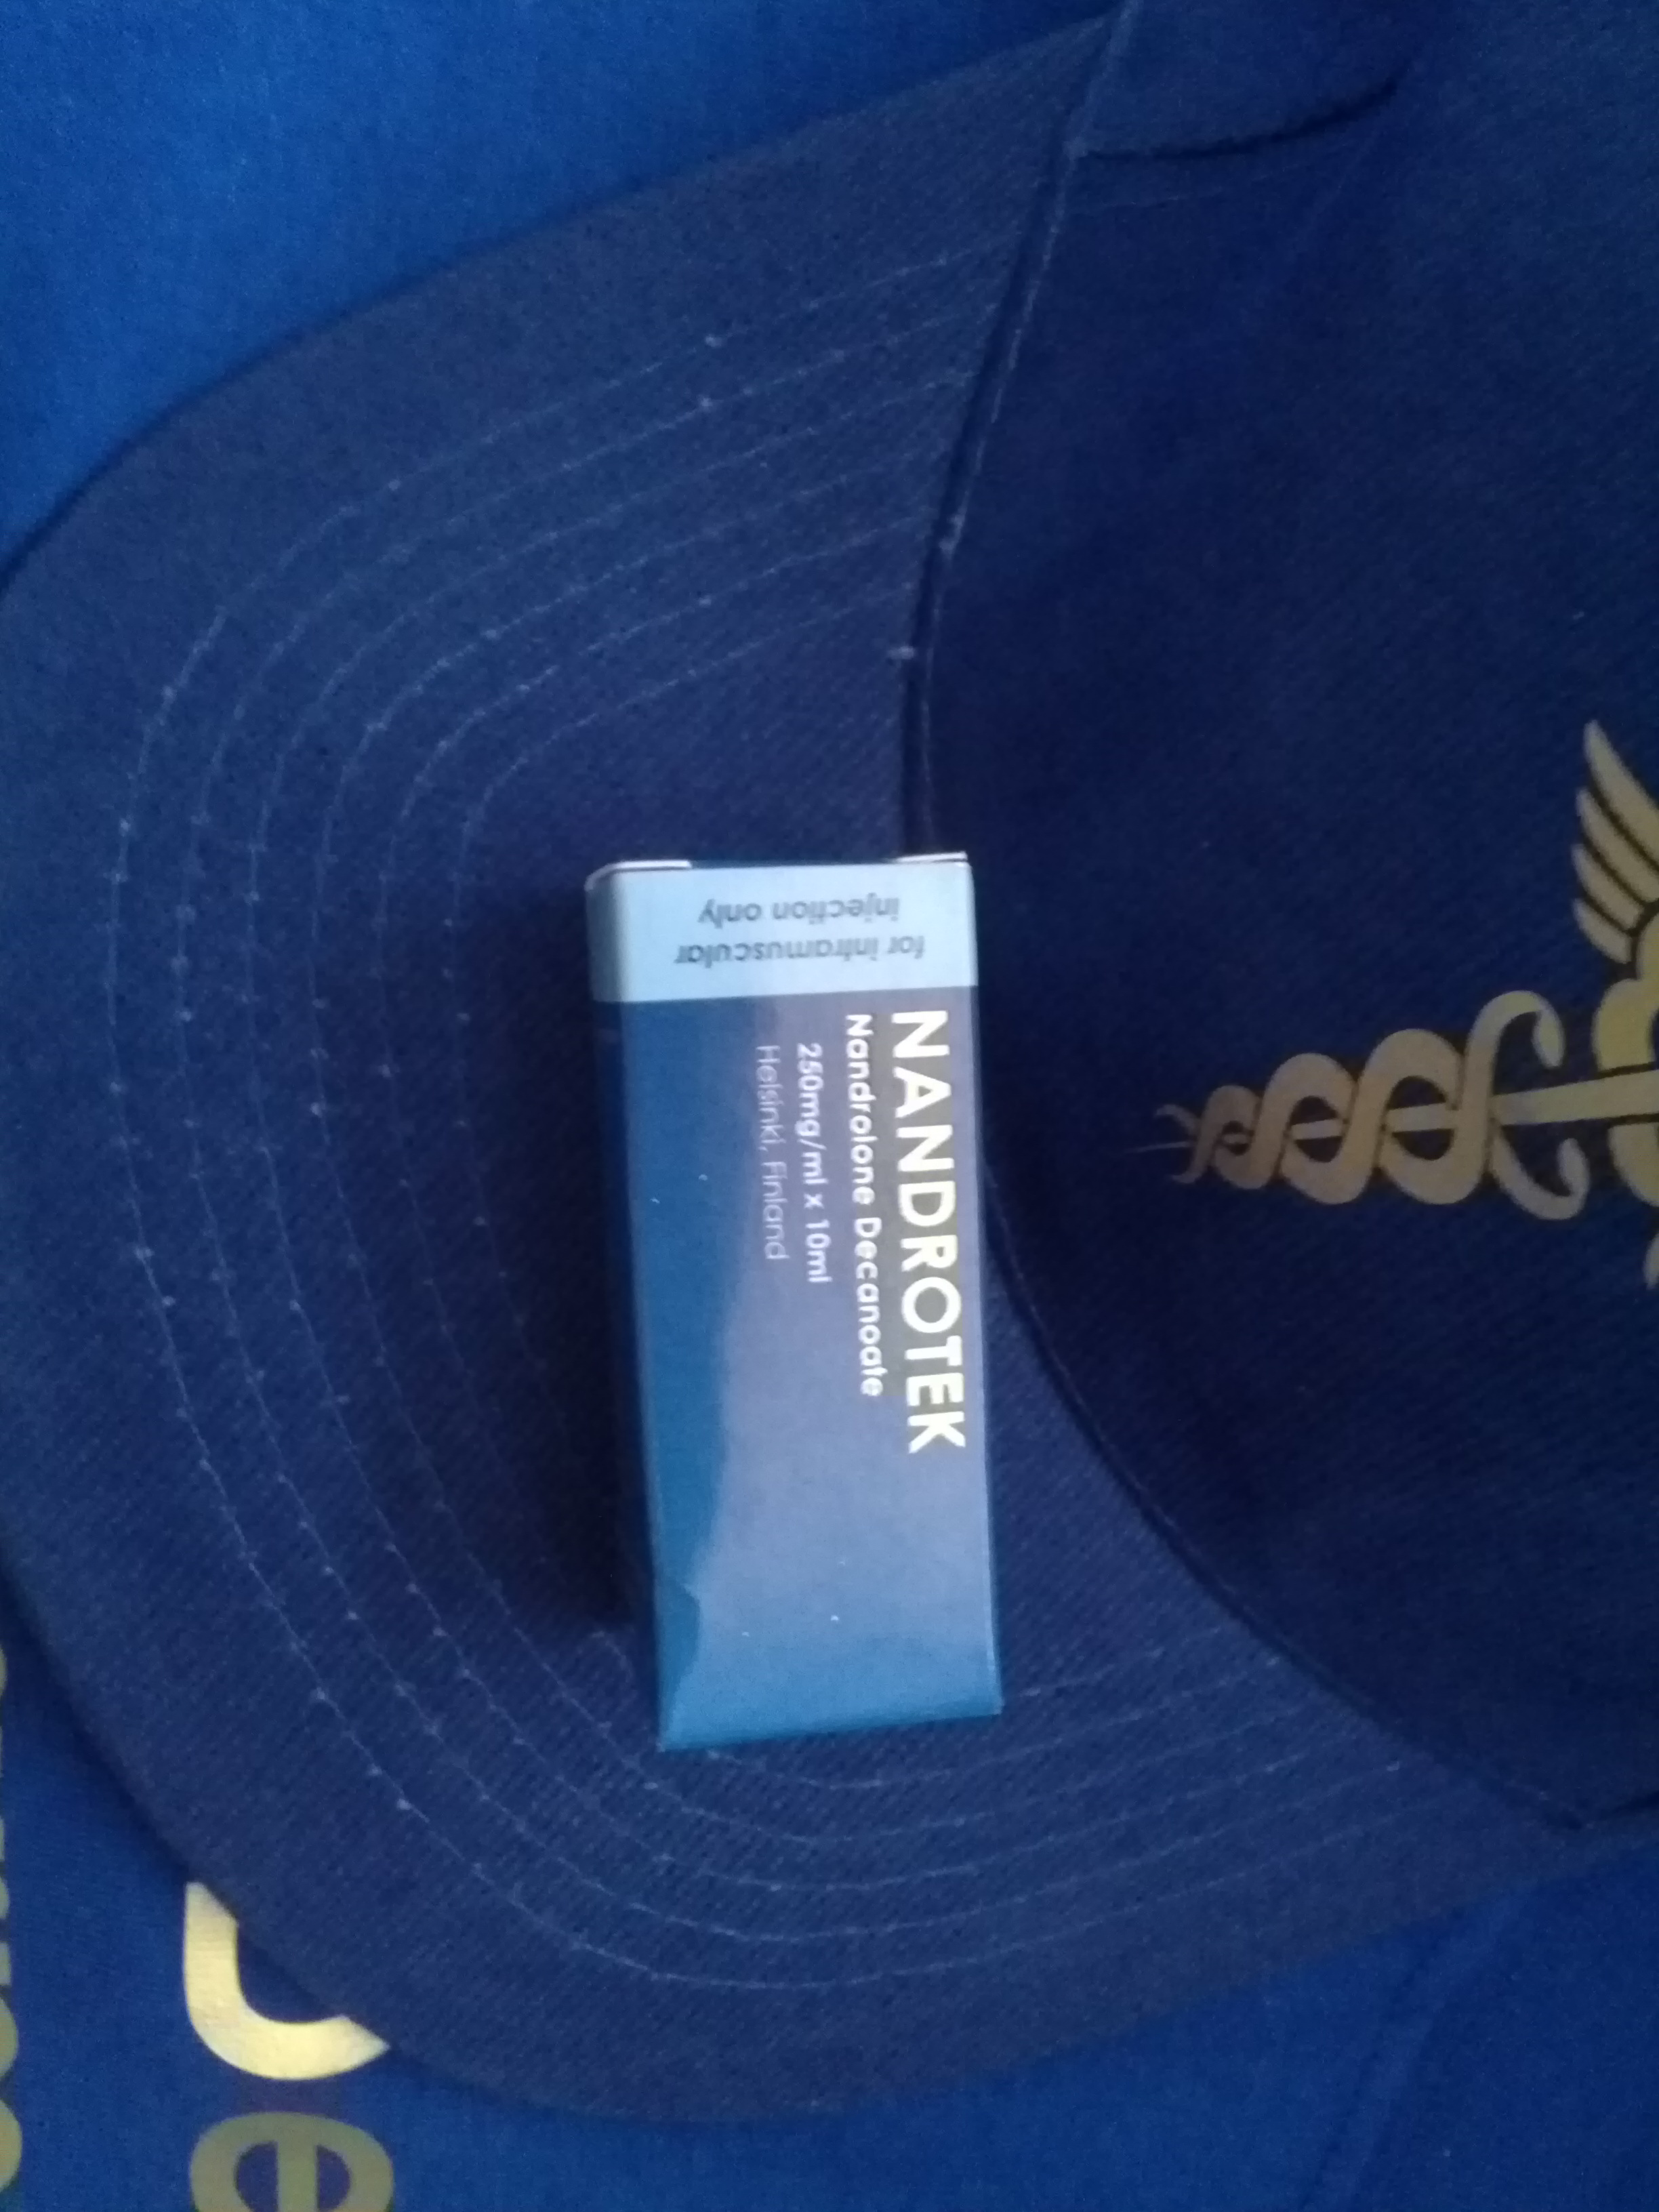 for intramuscular
injection only
NANDROTEK
Nandrolone Decanoate
250mg/ml x 10ml
Helsinki, Finland